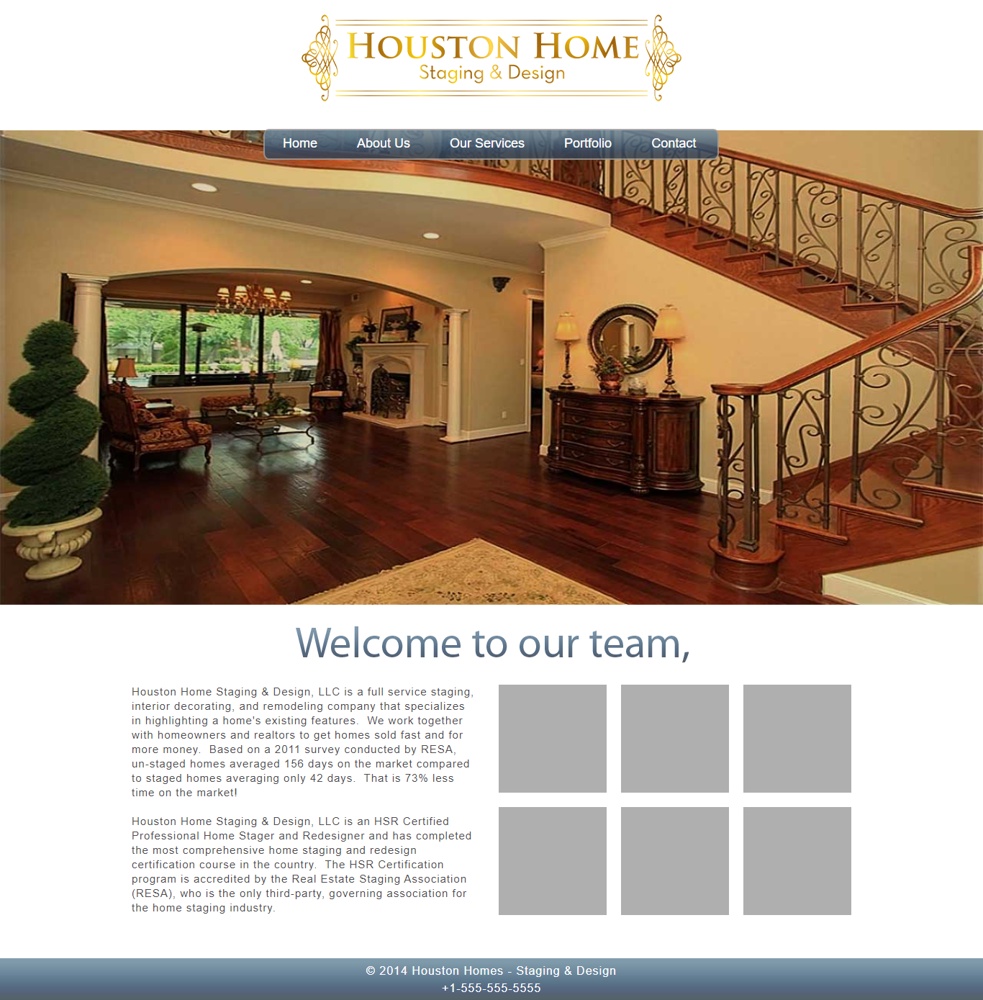 HOUSTON HOME
Staging & Design
Home About Us Our Services Portfolio Contact
Welcome to our team,
Houston Home Staging & Design, LLC is a full service staging,
interior decorating, and remodeling company that specializes
in highlighting a home's existing features.  We work together
with homeowners and realtors to get homes sold fast and for
more money.  Based on a 2011 survey conducted by RESA,
un-staged homes averaged 156 days on the market compared
to staged homes averaging only 42 days.  That is 73% less
time on the market!
Houston Home Staging & Design, LLC is an HSR Certified
Professional Home Stager and Redesigner and has completed
the most comprehensive home staging and redesign
certification course in the country.  The HSR Certification
program is accredited by the Real Estate Staging Association
(RESA), who is the only third-party, governing association for
the home staging industry.
© 2014 Houston Homes - Staging & Design
+1-555-555-5555